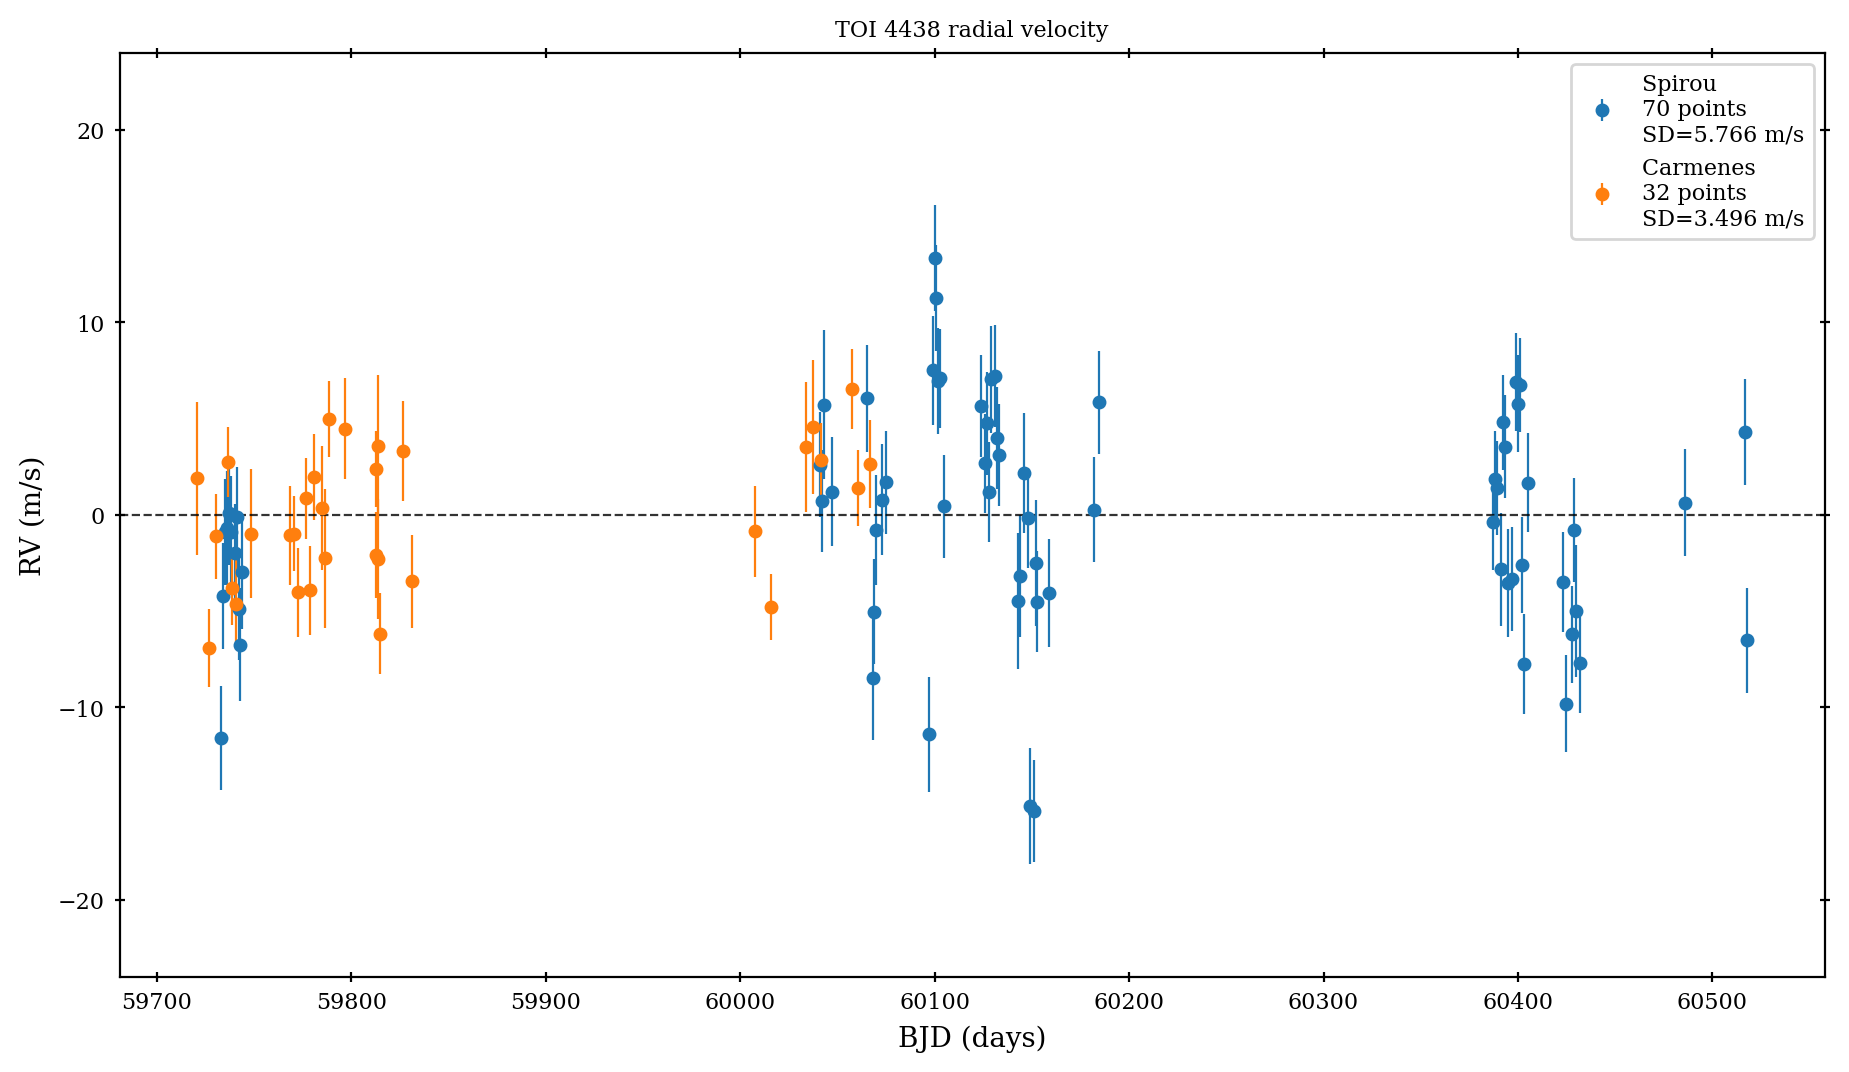 TOI 4438 radial velocity
Spirou
70 points
SD=5.766 m/s
Carmenes
32 points
SD=3.496 m/s
RV (m/s)
20
10
0
−10
−20
59700 59800 59900 60000 60100 60200 60300 60400 60500
BJD (days)